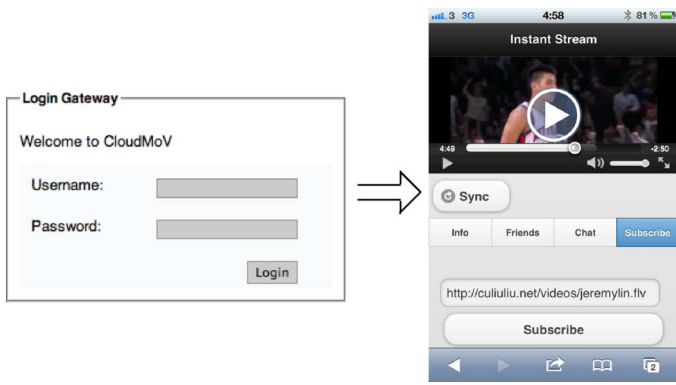 Login Gateway
Welcome to CloudMoV
Username:
Password:
Login
3 3G 4:58 81%
Instant Stream
4:49 -2:50
Sync
Info Friends Chat Subscribe
http://culiuliu.net/videos/jeremylin.flv
Subscribe
2